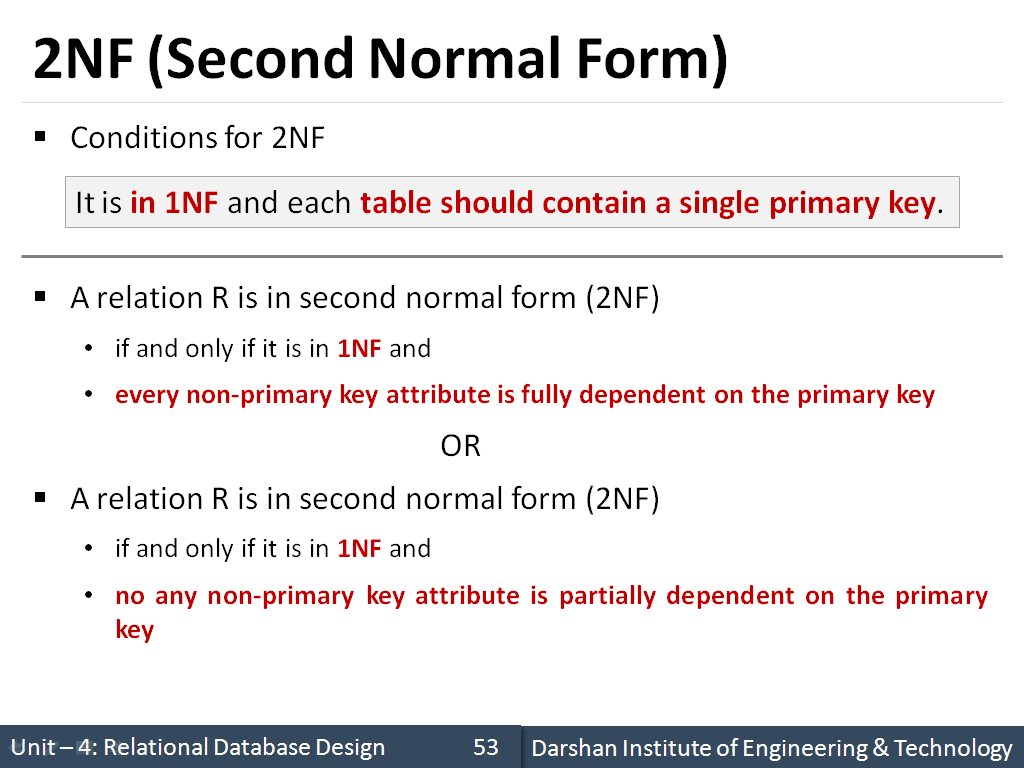 2NF (Second Normal Form)
▪ Conditions for 2NF
It is in 1NF and each table should contain a single primary key.
▪ A relation R is in second normal form (2NF)
• if and only if it is in 1NF and
• every non-primary key attribute is fully dependent on the primary key
OR
▪ A relation R is in second normal form (2NF)
• if and only if it is in 1NF and
• no any non-primary key attribute is partially dependent on the primary
key
Unit – 4: Relational Database Design 53 Darshan Institute of Engineering & Technology